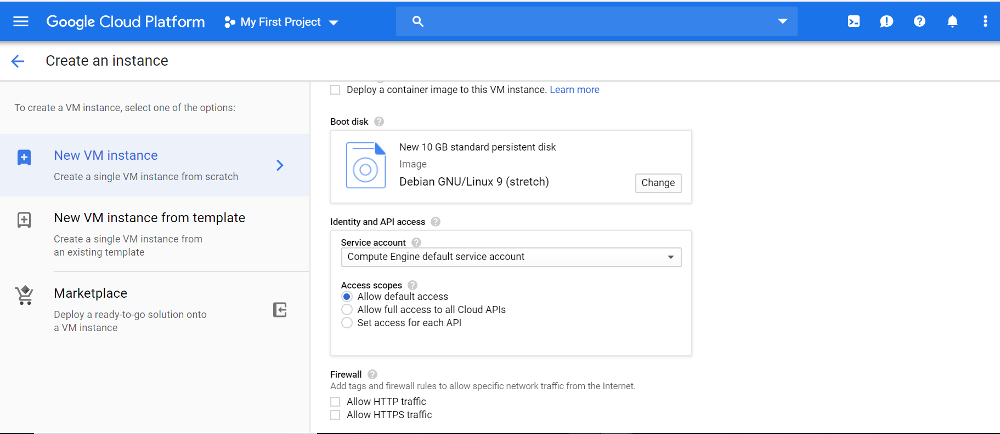 Google Cloud Platform
My First Project
Create an instance
To create a VM instance, select one of the options:
New VM instance
Create a single VM instance from scratch
New VM instance from template
Create a single VM instance from
an existing template
Marketplace
Deploy a ready-to-go solution onto
a VM instance
Deploy a container image to this VM instance. Learn more
Boot disk
New 10 GB standard persistent disk
Image
Debian GNU/Linux 9 (stretch)
Change
Identity and API access
Service account
Compute Engine default service account
Access scopes
Allow default access
Allow full access to all Cloud APIs
Set access for each API
Firewall
Add tags and firewall rules to allow specific network traffic from the Internet.
Allow HTTP traffic
Allow HTTPS traffic